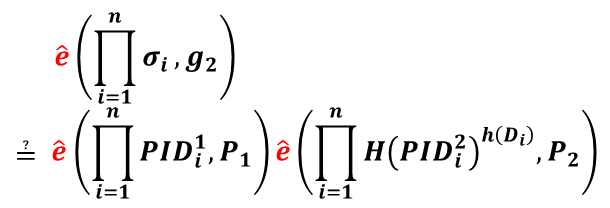 ê(∏_{i=1}^{n} σ_i, g_2)
≟ ê(∏_{i=1}^{n} PID_i^1, P_1) ê(∏_{i=1}^{n} H(PID_i^2)^{h(D_i)}, P_2)